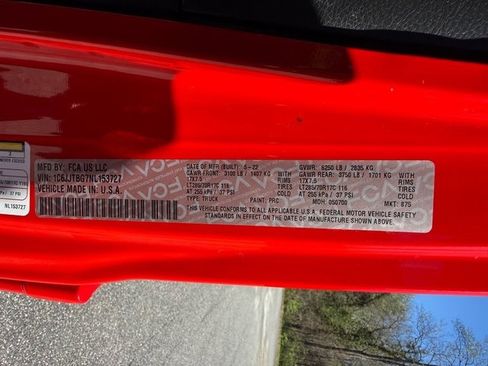 MFD BY: FCA US LLC
VIN: 1C6JJTBG7NL153727
VEHICLE MADE IN: U.S.A.
DATE OF MFR (BUILT): 5-22
GAWR FRONT: 3100 LB / 1407 KG
17X7.5
LT285/70R17C 116
AT 255 kPa / 37 PSI
TYPE: TRUCK
PAINT: PRC
GVWR: 6250 LB / 2835 KG
GAWR REAR: 3750 LB / 1701 KG WITH
17X7.5 RIMS
LT285/70R17C 116 TIRES
AT 255 kPa / 37 PSI COLD
MDH: 050700
MKT: 875
THIS VEHICLE CONFORMS TO ALL APPLICABLE U.S.A. FEDERAL MOTOR VEHICLE SAFETY
STANDARDS IN EFFECT ON THE DATE OF MANUFACTURE SHOWN ABOVE.
37 PSI
NL153727